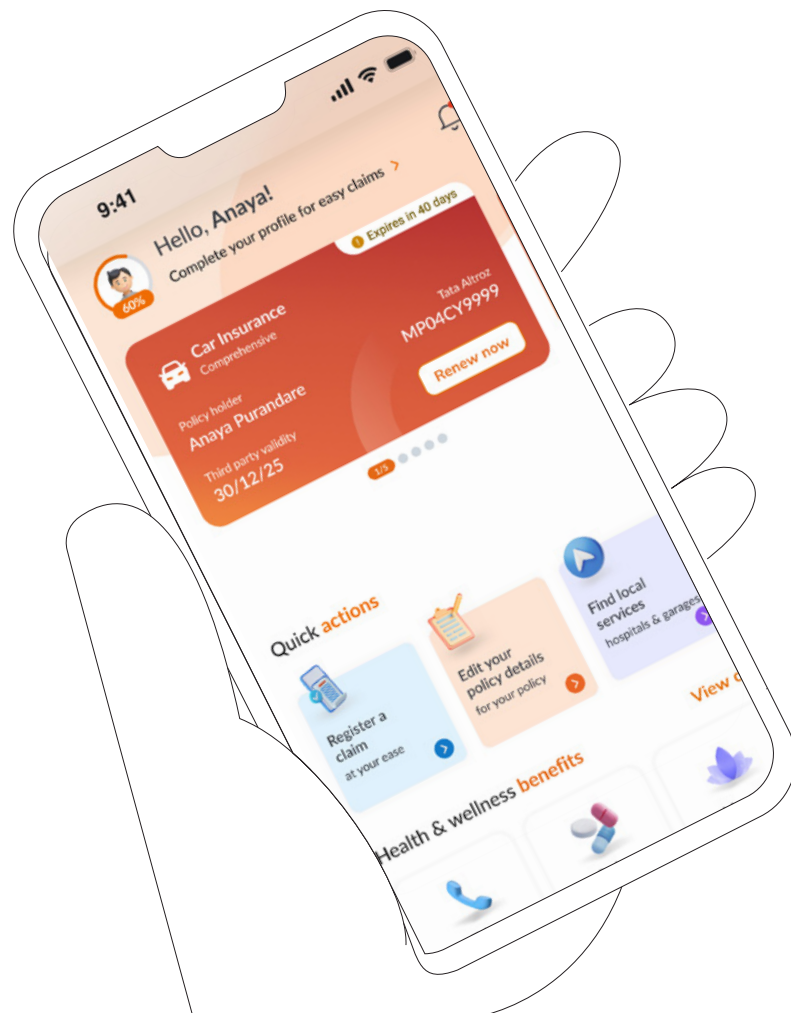 9:41
Hello, Anaya!
Complete your profile for easy claims
60%
Expires in 40 days
Car Insurance
Comprehensive
Tata Altroz
MP04CY9999
Policy holder
Anaya Purandare
Renew now
Third party validity
30/12/25
1/5
Quick actions
Register a
claim
at your ease
Edit your
policy details
for your policy
Find local
services
hospitals & garages
View
Health & wellness benefits